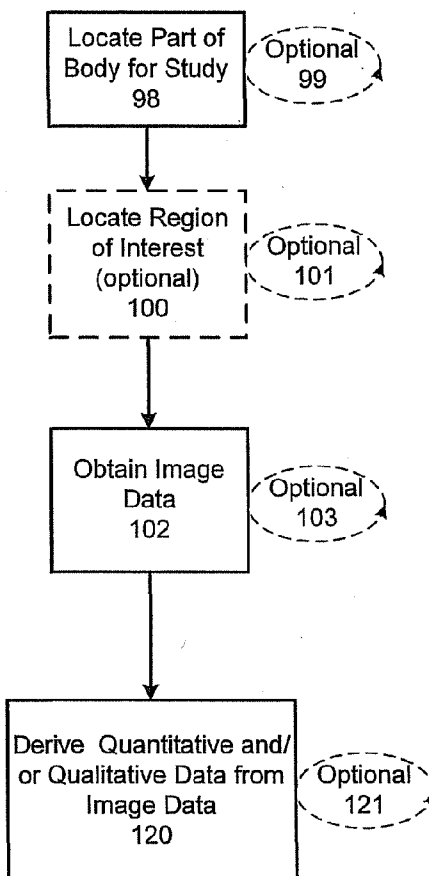 Locate Part of
Body for Study
98
Optional
99
Locate Region
of Interest
(optional)
100
Optional
101
Obtain Image
Data
102
Optional
103
Derive Quantitative and/
or Qualitative Data from
Image Data
120
Optional
121